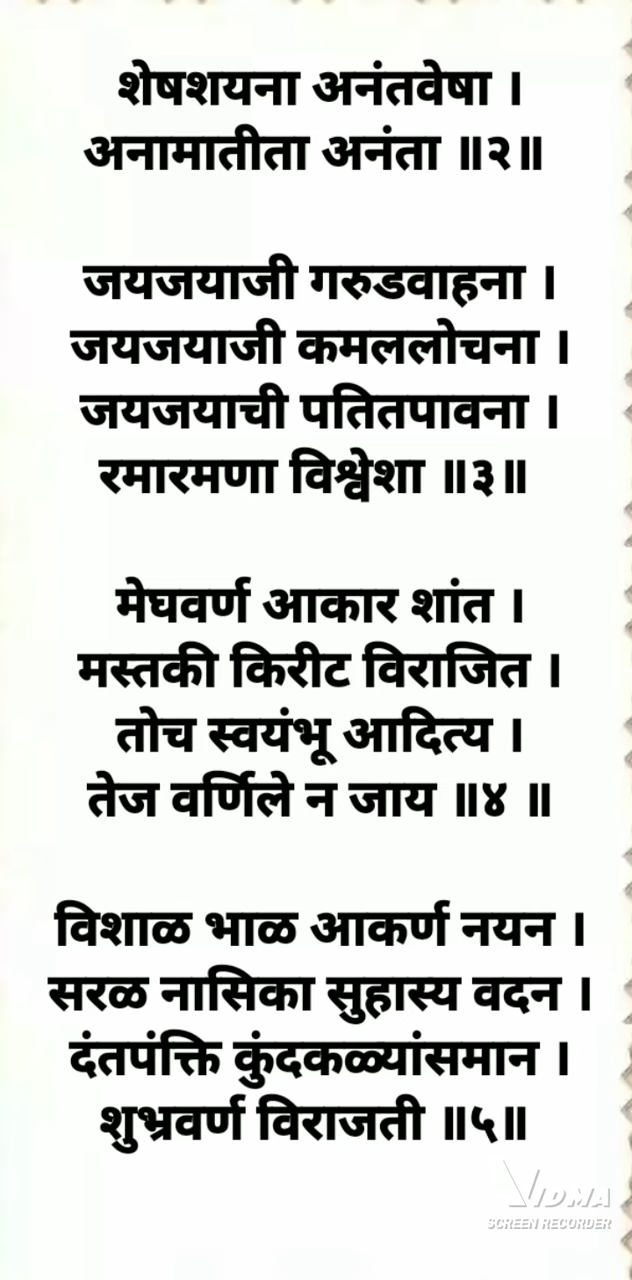 शेषशयना अनंतवेषा ।
अनामातीता अनंता ॥२॥
जयजयाजी गरुडवाहना ।
जयजयाजी कमललोचना ।
जयजयाची पतितपावना ।
रमारमणा विश्वेशा ॥३॥
मेघवर्ण आकार शांत ।
मस्तकी किरीट विराजित ।
तोच स्वयंभू आदित्य ।
तेज वर्णिले न जाय ॥४ ॥
विशाळ भाळ आकर्ण नयन ।
सरळ नासिका सुहास्य वदन ।
दंतपंक्ति कुंदकळ्यांसमान ।
शुभ्रवर्ण विराजती ॥५॥
VIDMA
SCREEN RECORDER